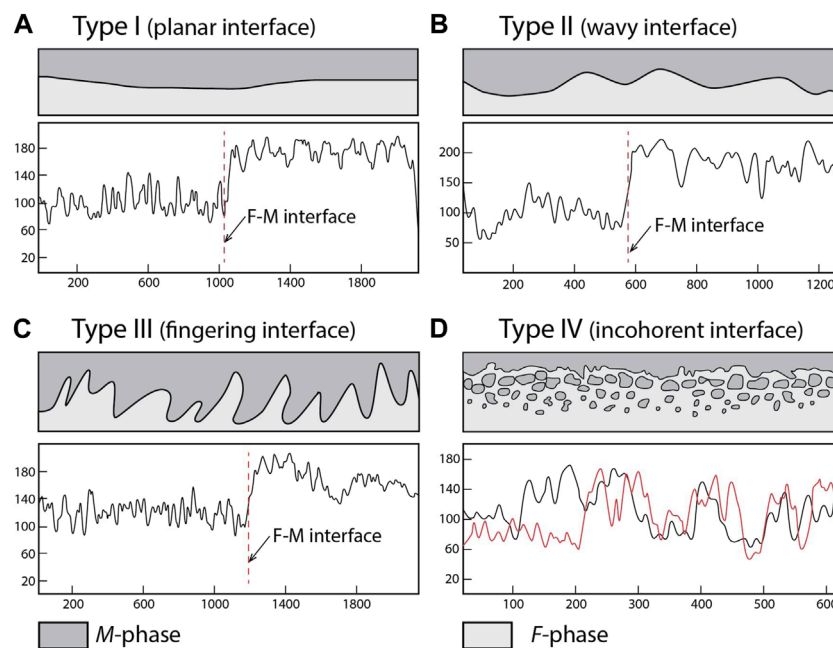 A Type I (planar interface)
180
140
100
60
20
F-M interface
200 600 1000 1400 1800
B Type II (wavy interface)
200
150
100
50
F-M interface
200 400 600 800 1000 1200
C Type III (fingering interface)
180
140
100
60
20
F-M interface
200 600 1000 1400 1800
D Type IV (incohorent interface)
180
140
100
60
20
100 200 300 400 500 600
M-phase
F-phase